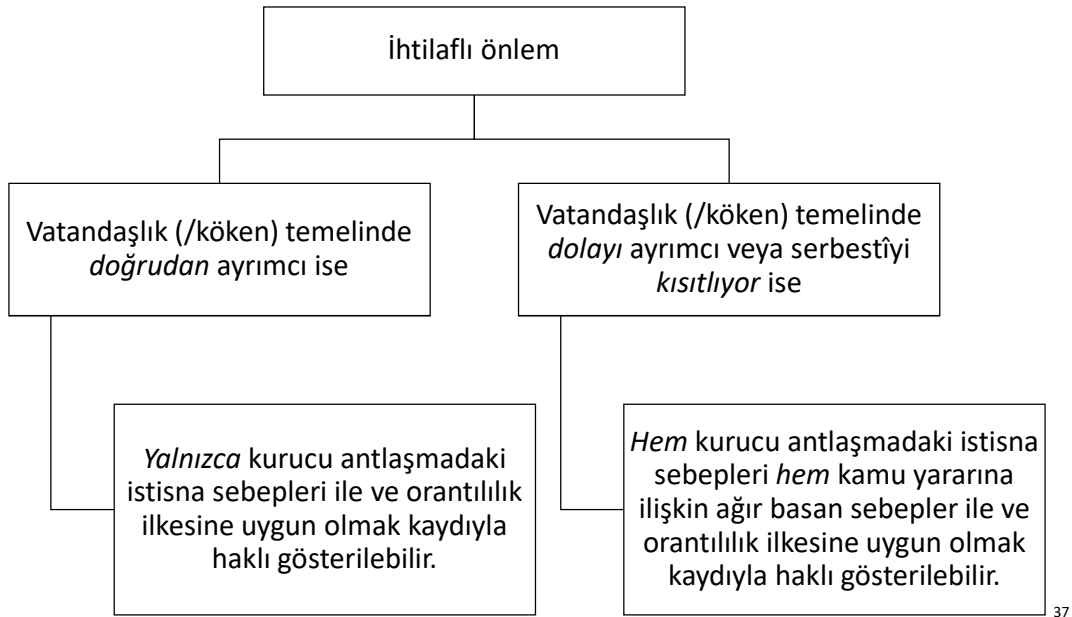 İhtilaflı önlem
Vatandaşlık (/köken) temelinde
doğrudan ayrımcı ise
Vatandaşlık (/köken) temelinde
dolayı ayrımcı veya serbestîyi
kısıtlıyor ise
Yalnızca kurucu antlaşmadaki
istisna sebepleri ile ve orantılılık
ilkesine uygun olmak kaydıyla
haklı gösterilebilir.
Hem kurucu antlaşmadaki istisna
sebepleri hem kamu yararına
ilişkin ağır basan sebepler ile ve
orantılılık ilkesine uygun olmak
kaydıyla haklı gösterilebilir.
37